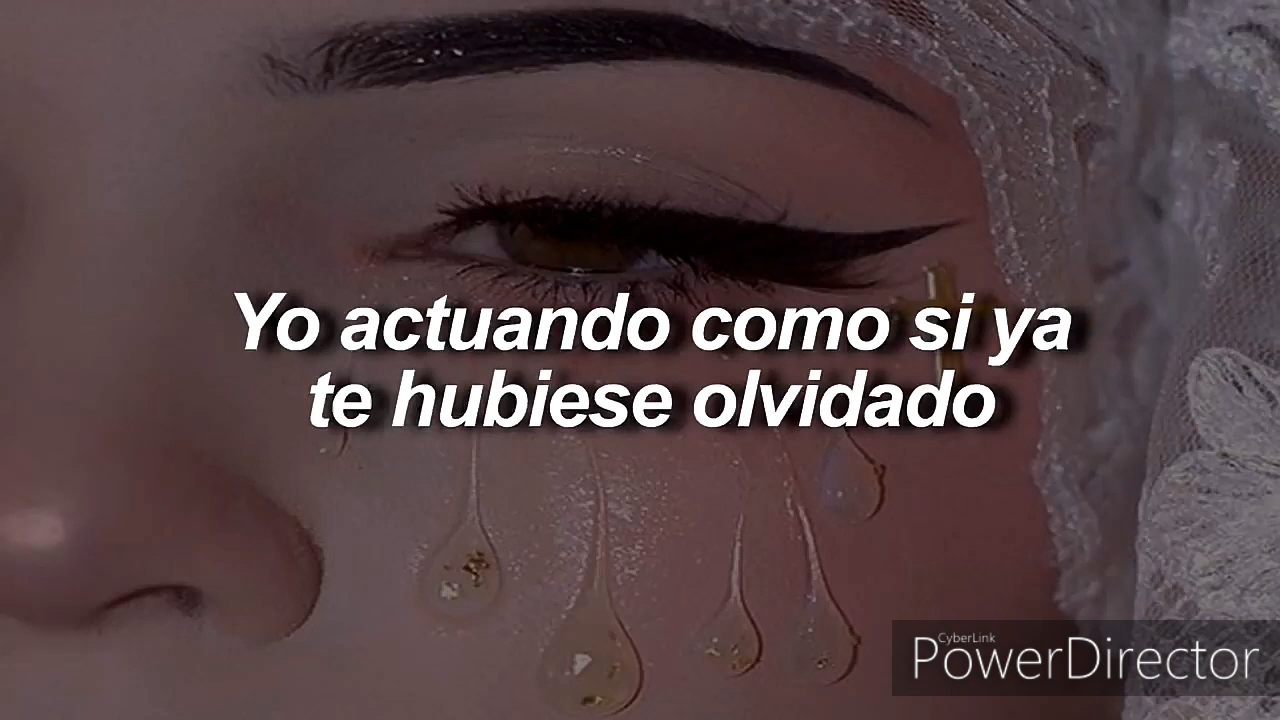 Yo actuando como si ya
te hubiese olvidado
CyberLink
PowerDirector